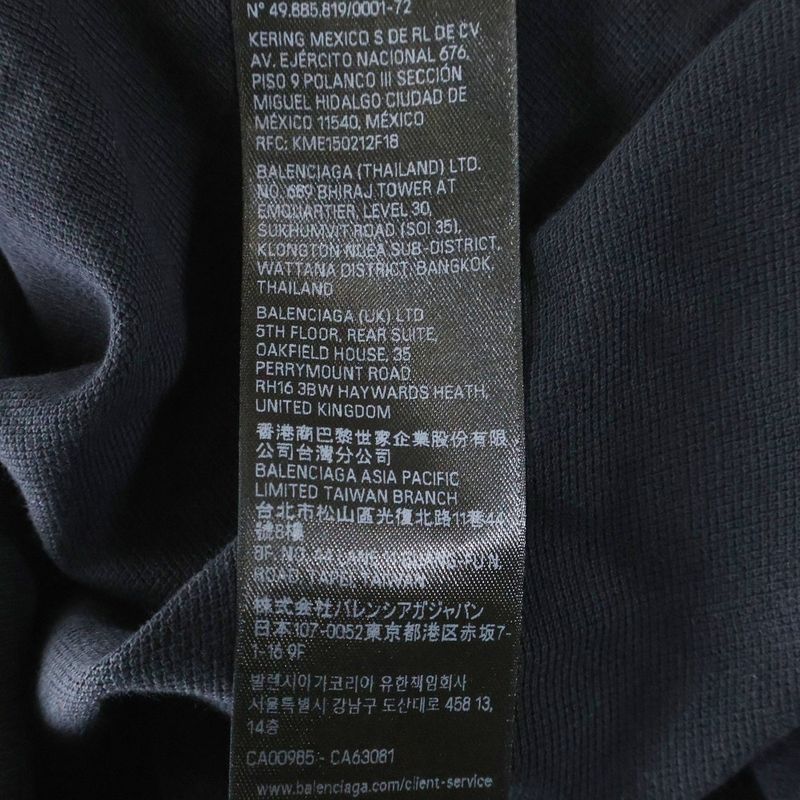 N° 49.885.819/0001-72
KERING MEXICO S DE RL DE CV
AV. EJÉRCITO NACIONAL 676,
PISO 9 POLANCO III SECCIÓN
MIGUEL HIDALGO CIUDAD DE
MÉXICO 11540, MÉXICO
RFC: KME150212F18
BALENCIAGA (THAILAND) LTD.
NO. 689 BHIRAJ TOWER AT
EMQUARTIER, LEVEL 30,
SUKHUMVIT ROAD (SOI 35),
KLONGTON NUEA SUB-DISTRICT,
WATTANA DISTRICT, BANGKOK,
THAILAND
BALENCIAGA (UK) LTD
5TH FLOOR, REAR SUITE,
OAKFIELD HOUSE, 35
PERRYMOUNT ROAD
RH16 3BW HAYWARDS HEATH,
UNITED KINGDOM
香港商巴黎世家企業股份有限
公司台灣分公司
BALENCIAGA ASIA PACIFIC
LIMITED TAIWAN BRANCH
台北市松山區光復北路11巷44
號8樓
8F, NO. 44,
ROAD, TAIPEI, TAIWAN
株式会社バレンシアガジャパン
日本107-0052東京都港区赤坂7-
1-16 9F
발렌시아가코리아 유한책임회사
서울특별시 강남구 도산대로 458 13,
14층
CA00985 - CA63081
www.balenciaga.com/client-service